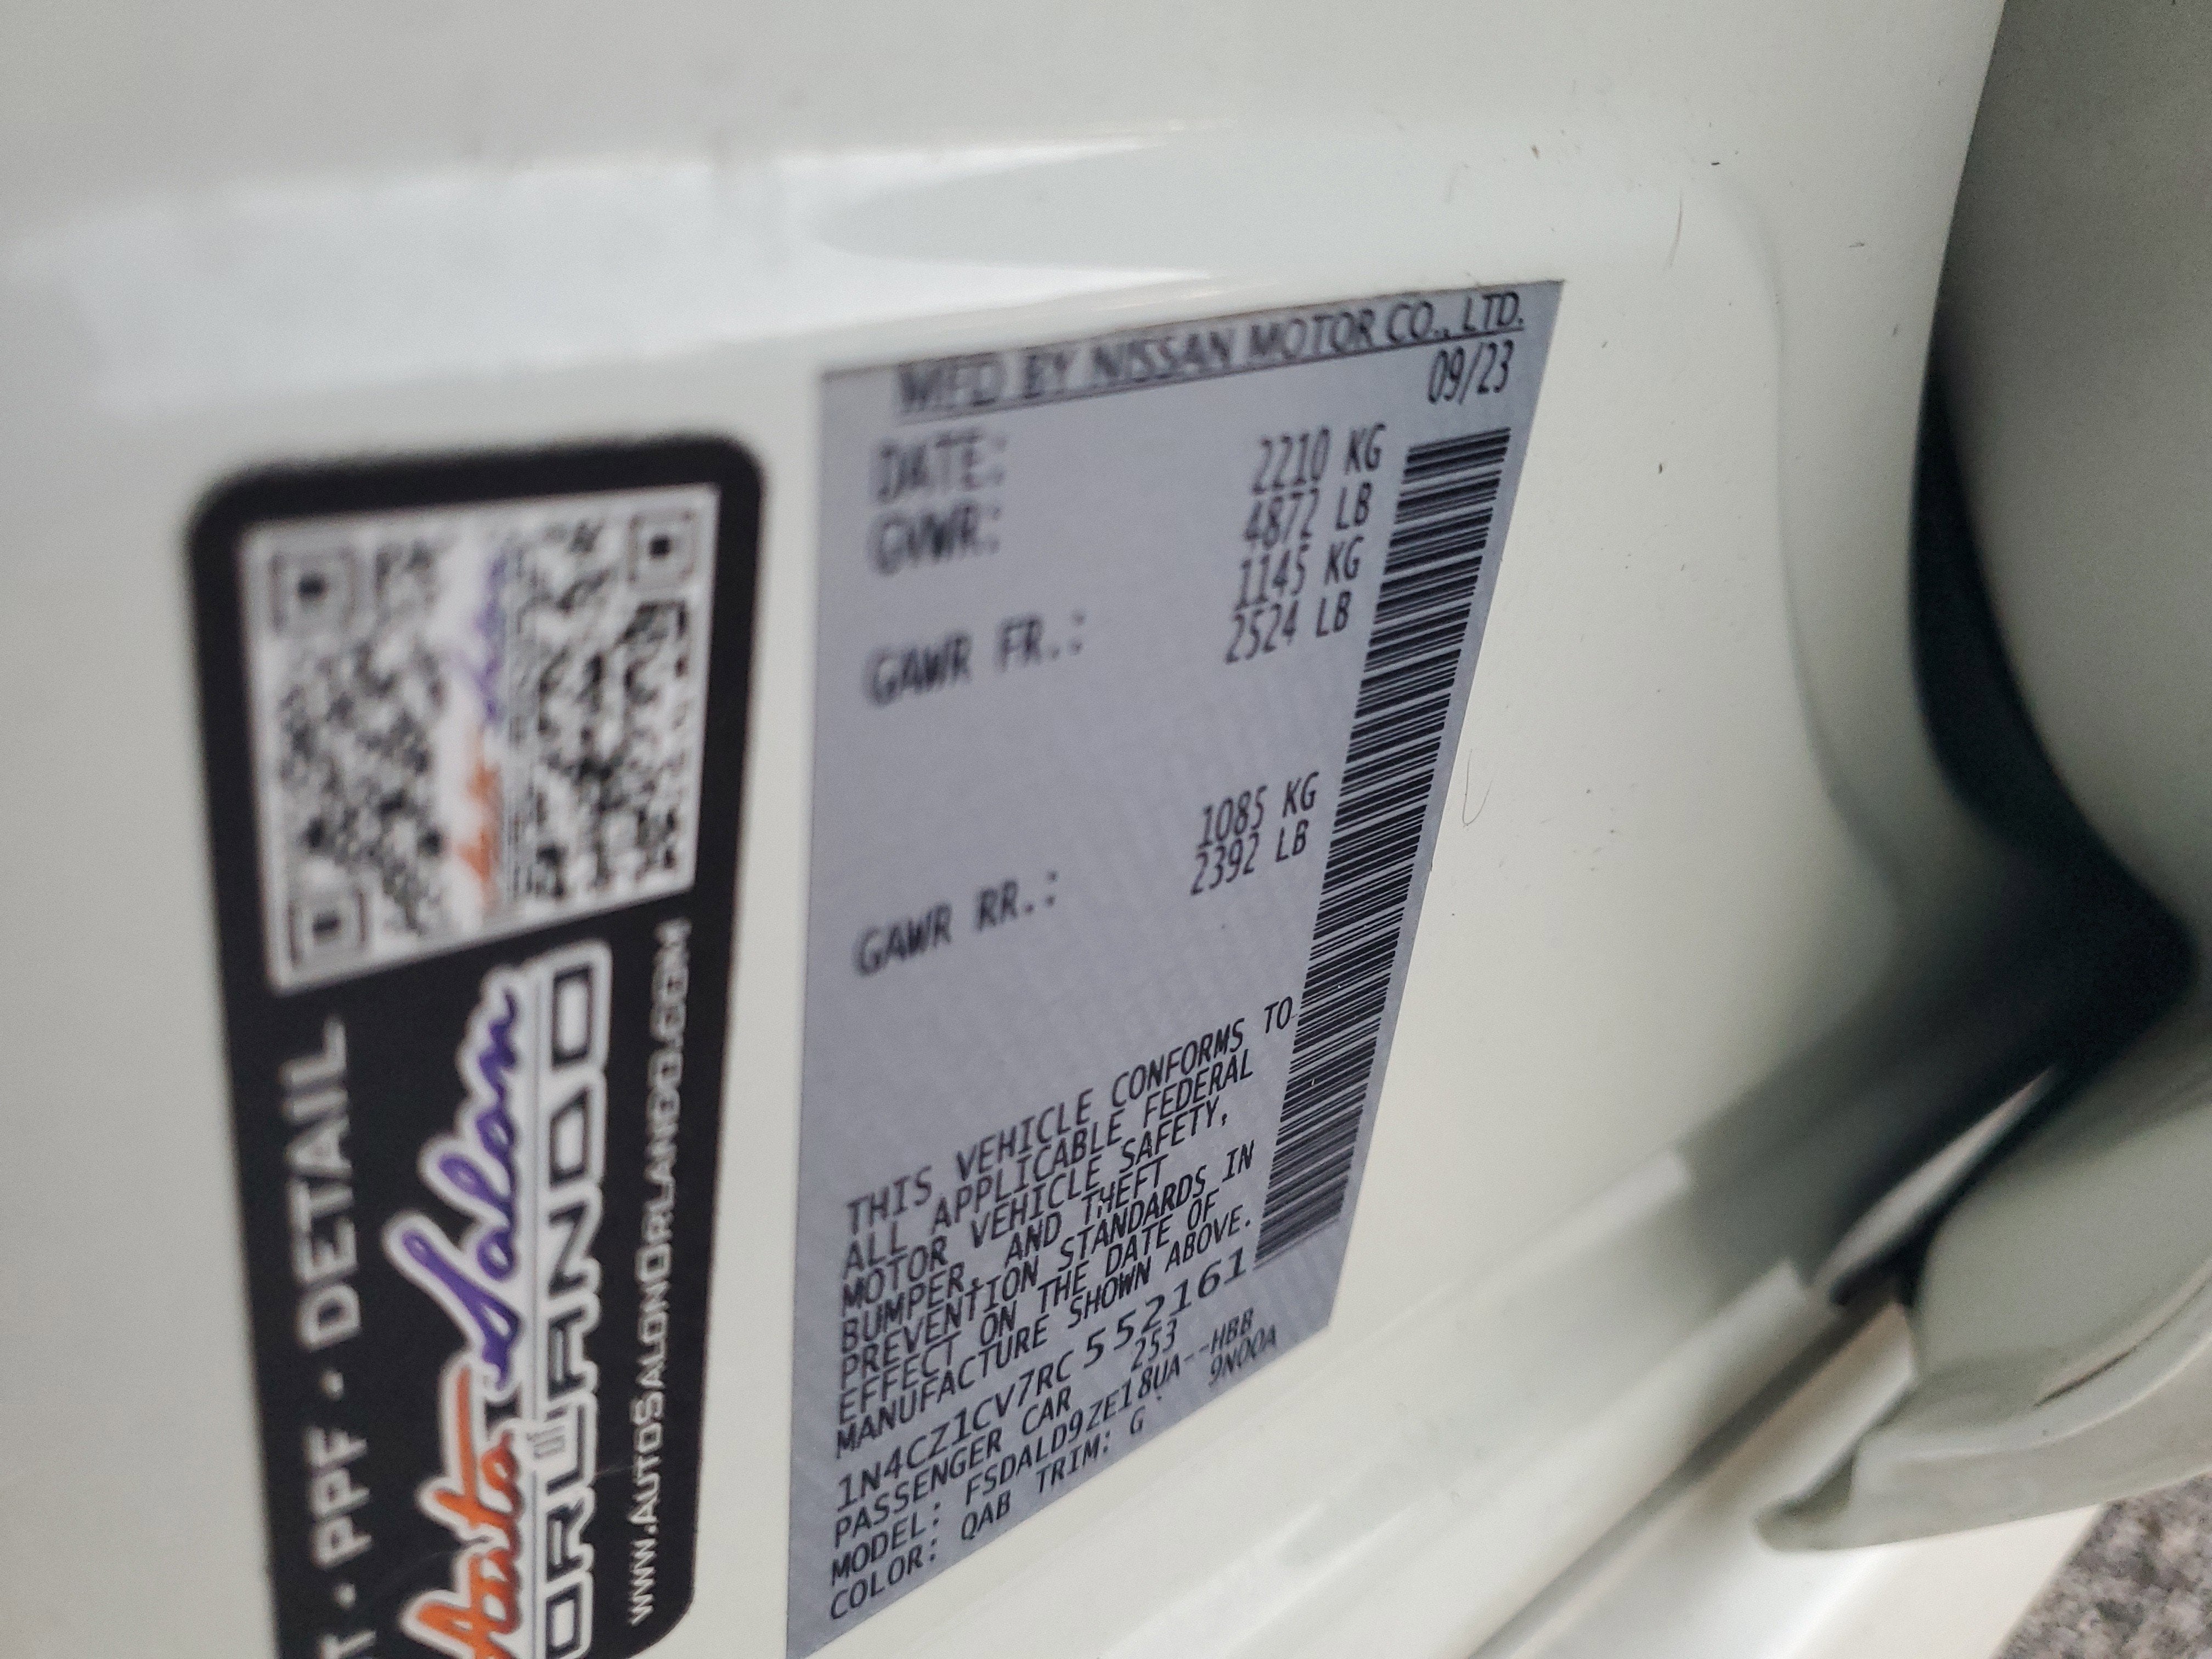 MFD BY NISSAN MOTOR CO., LTD.
DATE: 09/23
GVWR: 2210 KG
4872 LB
GAWR FR.: 1145 KG
2524 LB
GAWR RR.: 1085 KG
2392 LB
THIS VEHICLE CONFORMS TO
ALL APPLICABLE FEDERAL
MOTOR VEHICLE SAFETY,
BUMPER, AND THEFT
PREVENTION STANDARDS IN
EFFECT ON THE DATE OF
MANUFACTURE SHOWN ABOVE.
1N4CZ1CV7RC552161
PASSENGER CAR 253
MODEL: FSDALD9ZE18UA--HBB
COLOR: QAB TRIM: G 9N00A
T · PPF · DETAIL
Auto Salon
ORLANDO
WWW.AUTOSALONORLANDO.COM